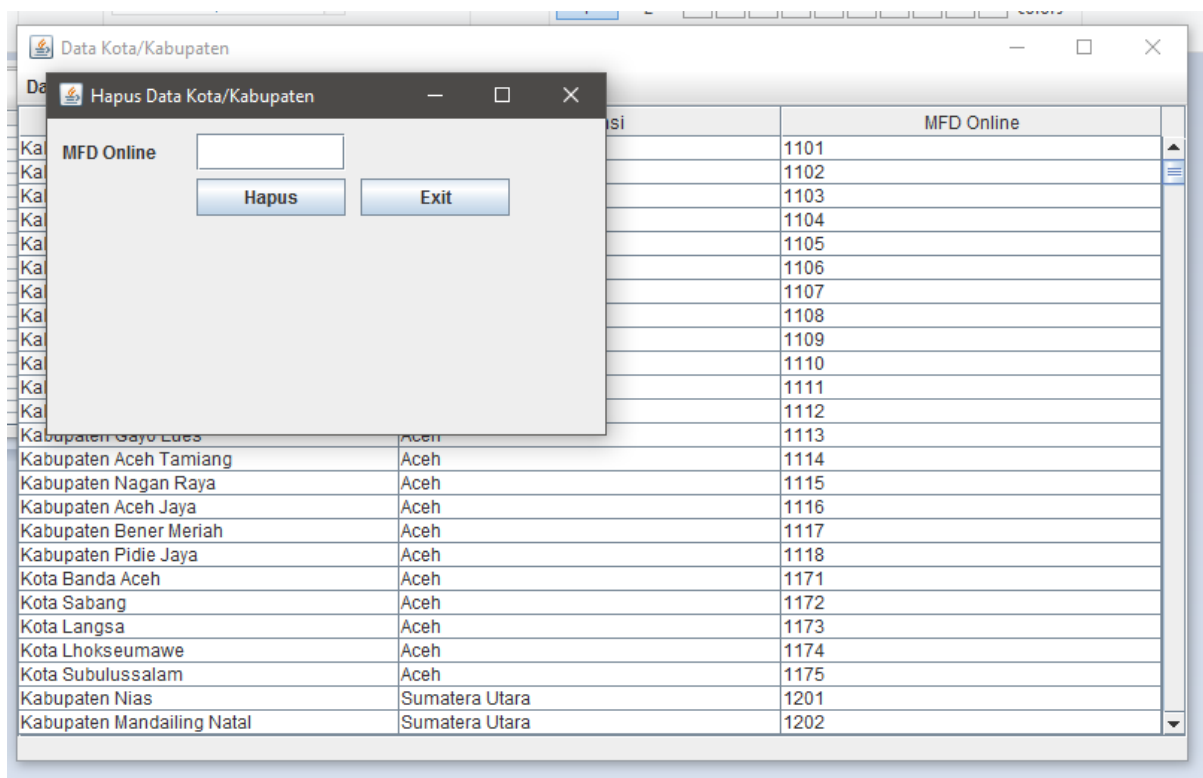 Data Kota/Kabupaten
Hapus Data Kota/Kabupaten
MFD Online
MFD Online
Hapus Exit
1101
1102
1103
1104
1105
1106
1107
1108
1109
1110
1111
1112
Kabupaten Gayo Lues Aceh 1113
Kabupaten Aceh Tamiang Aceh 1114
Kabupaten Nagan Raya Aceh 1115
Kabupaten Aceh Jaya Aceh 1116
Kabupaten Bener Meriah Aceh 1117
Kabupaten Pidie Jaya Aceh 1118
Kota Banda Aceh Aceh 1171
Kota Sabang Aceh 1172
Kota Langsa Aceh 1173
Kota Lhokseumawe Aceh 1174
Kota Subulussalam Aceh 1175
Kabupaten Nias Sumatera Utara 1201
Kabupaten Mandailing Natal Sumatera Utara 1202